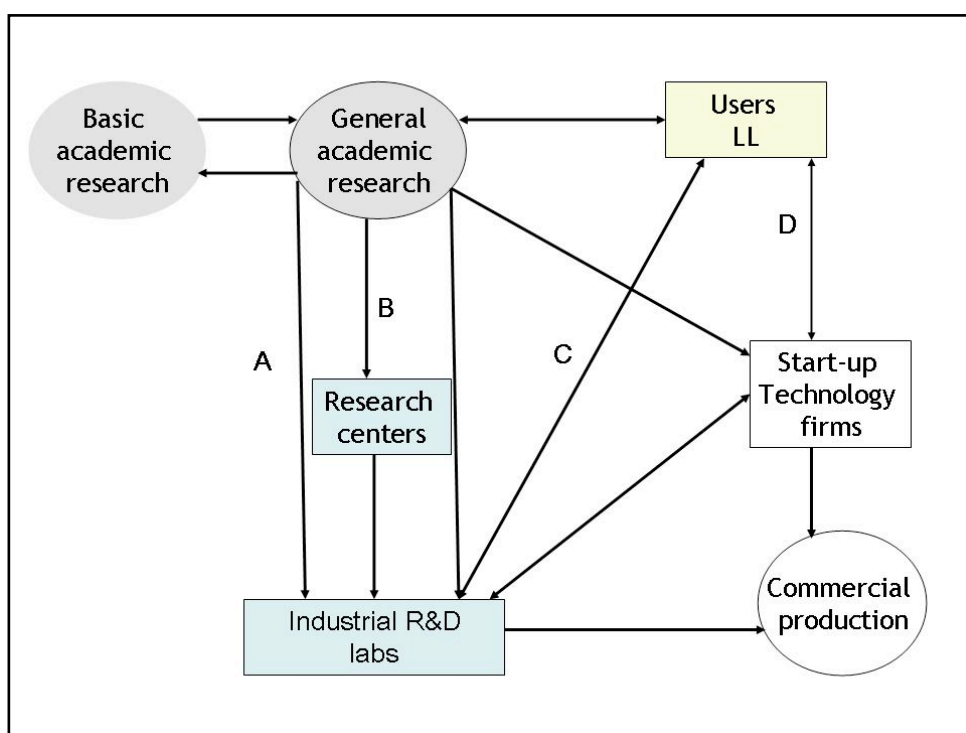 Basic
academic
research
General
academic
research
Users
LL
D
B
A
C
Start-up
Technology
firms
Research
centers
Commercial
production
Industrial R&D
labs